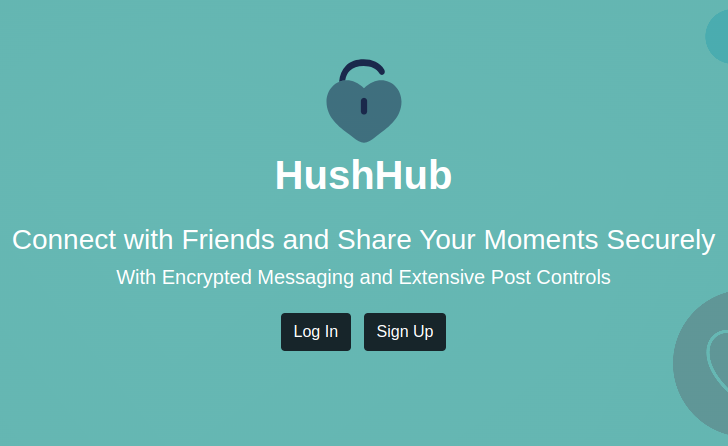 HushHub
Connect with Friends and Share Your Moments Securely
With Encrypted Messaging and Extensive Post Controls
Log In Sign Up